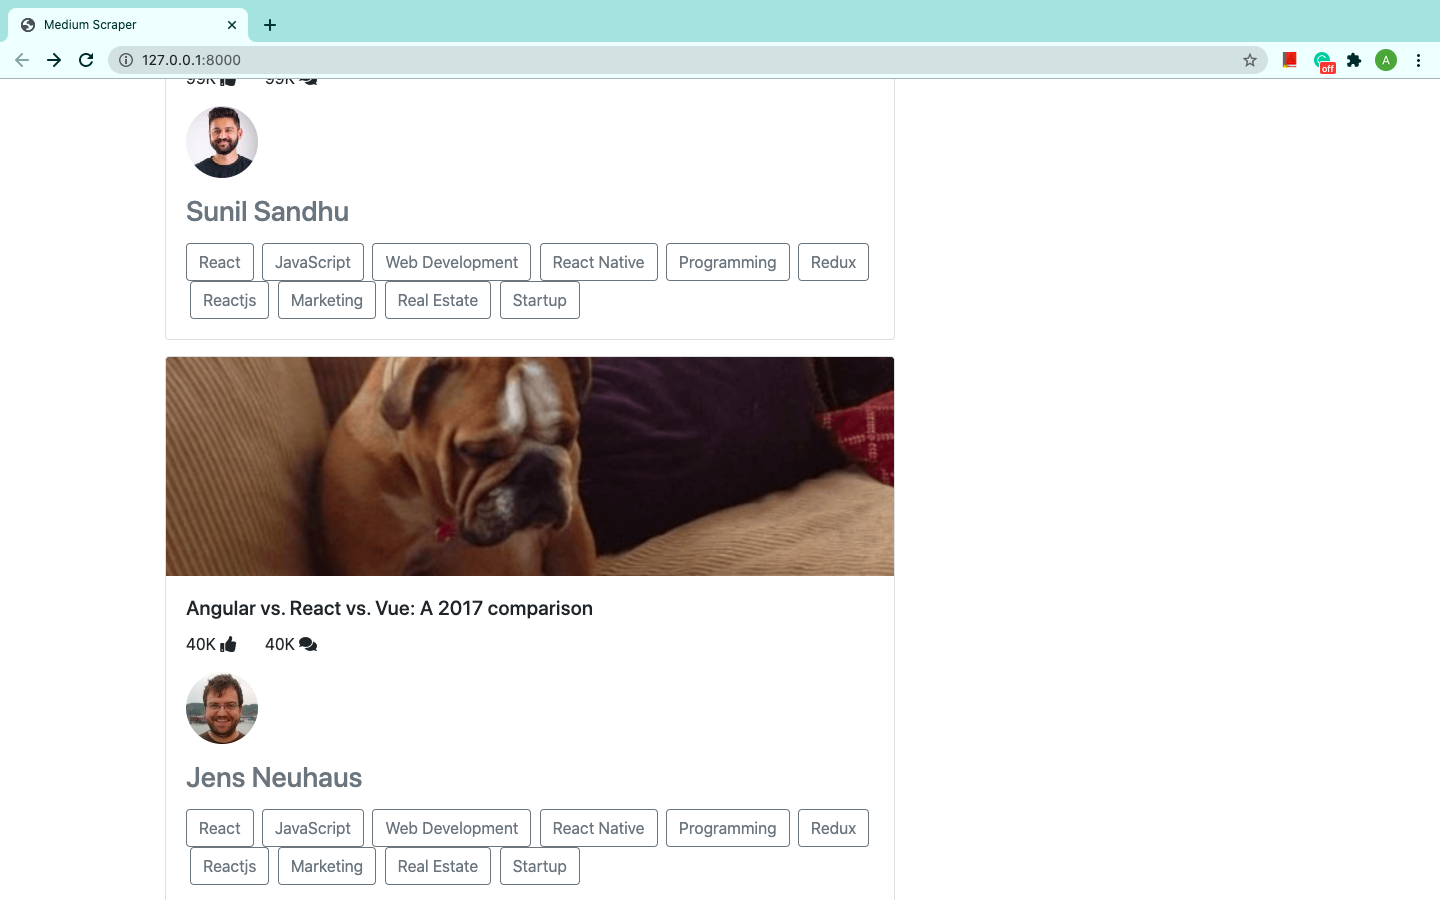 Medium Scraper
127.0.0.1:8000
off
A
99K 99K
Sunil Sandhu
React JavaScript Web Development React Native Programming Redux
Reactjs Marketing Real Estate Startup
Angular vs. React vs. Vue: A 2017 comparison
40K 40K
Jens Neuhaus
React JavaScript Web Development React Native Programming Redux
Reactjs Marketing Real Estate Startup